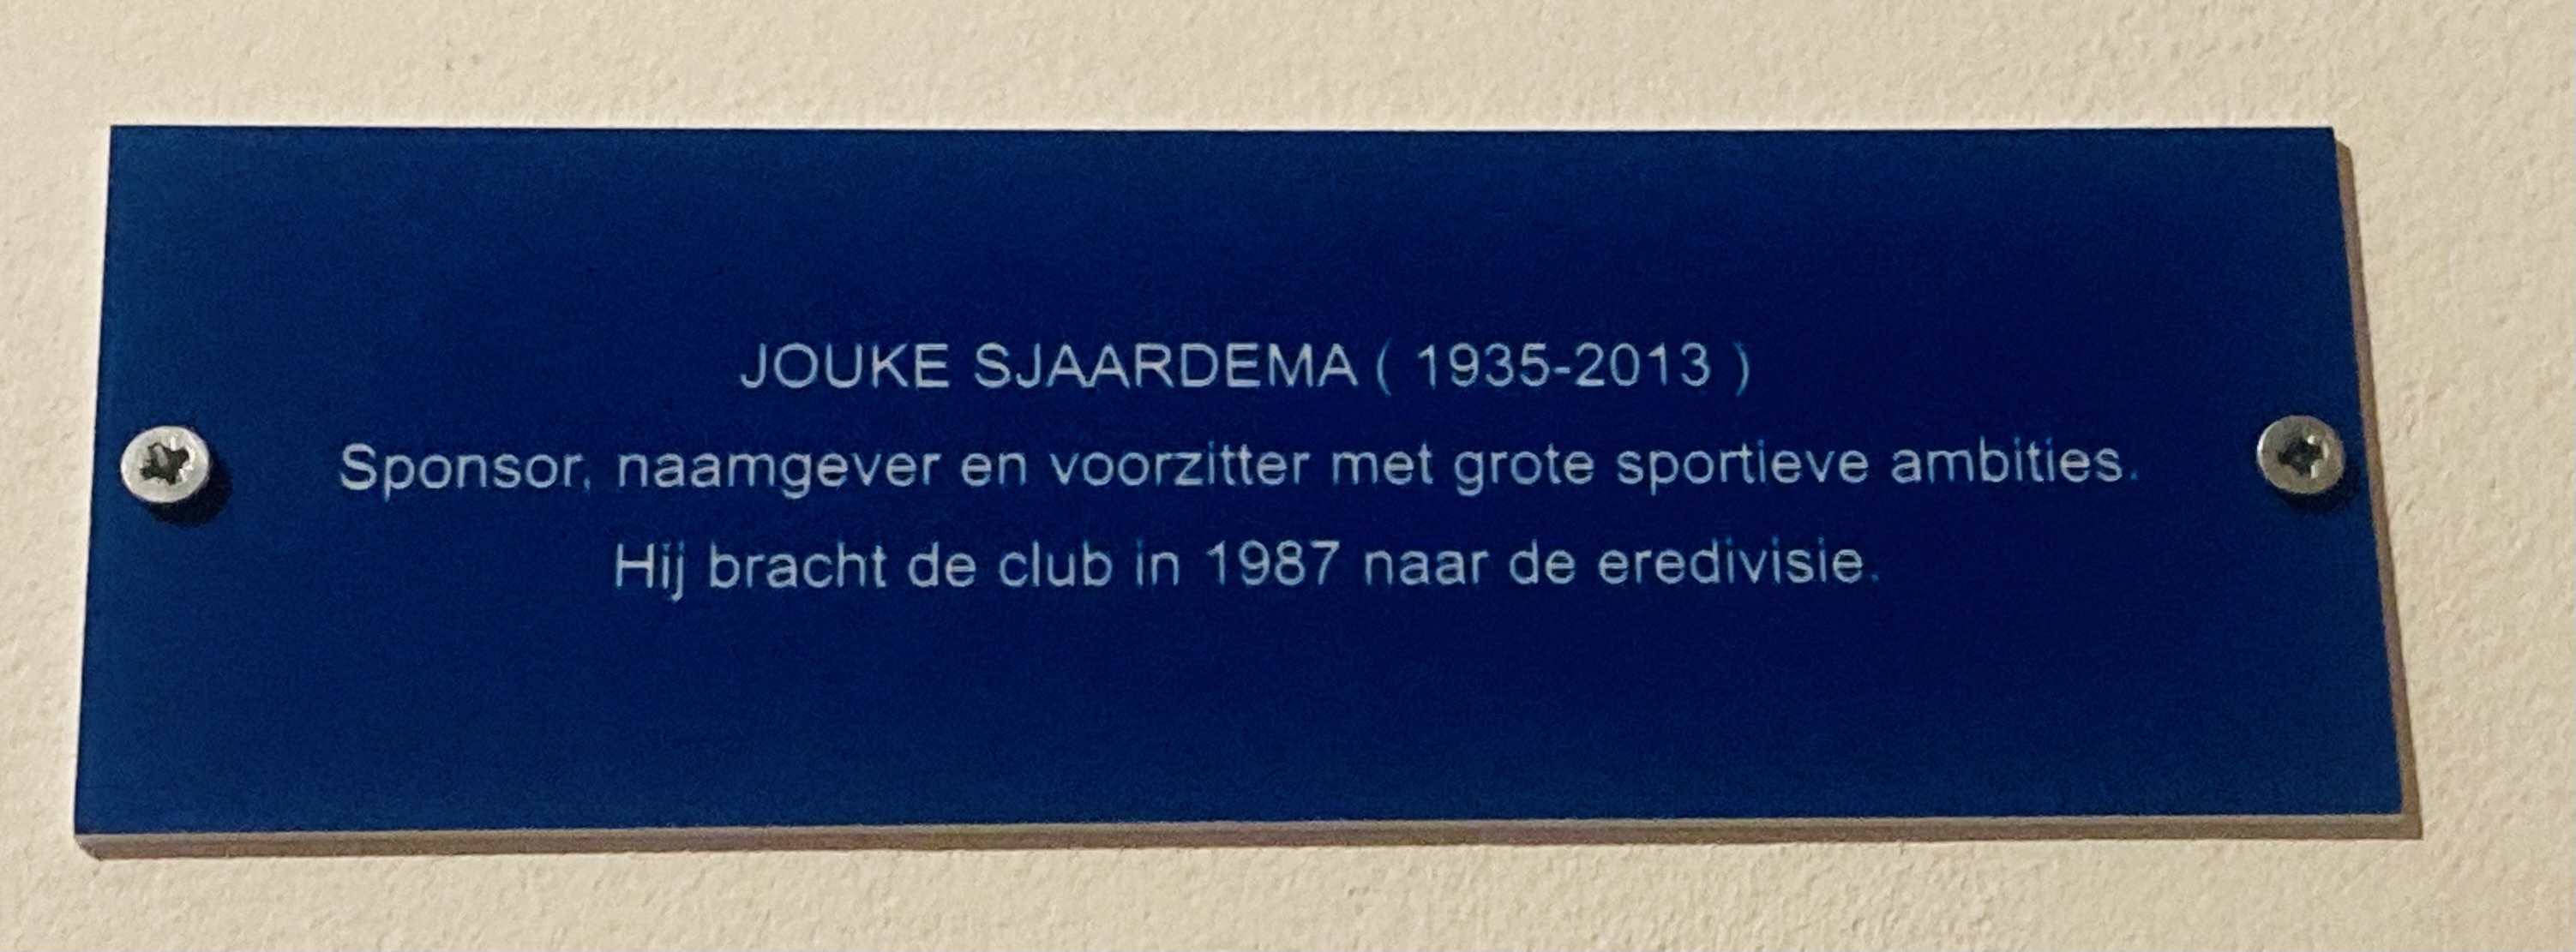 JOUKE SJAARDEMA ( 1935-2013 )
Sponsor, naamgever en voorzitter met grote sportieve ambities.
Hij bracht de club in 1987 naar de eredivisie.